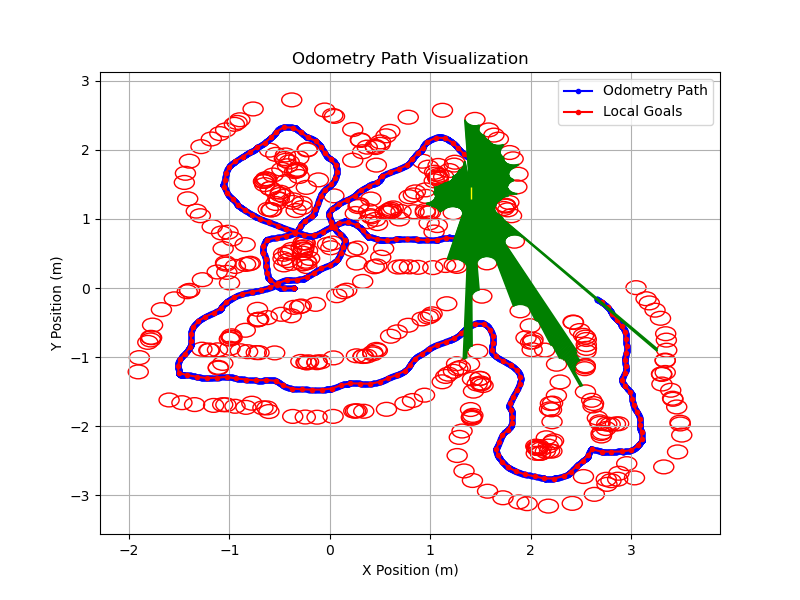 Odometry Path Visualization
Odometry Path
Local Goals
Y Position (m)
3
2
1
0
−1
−2
−3
−2
−1
0
1
2
3
X Position (m)